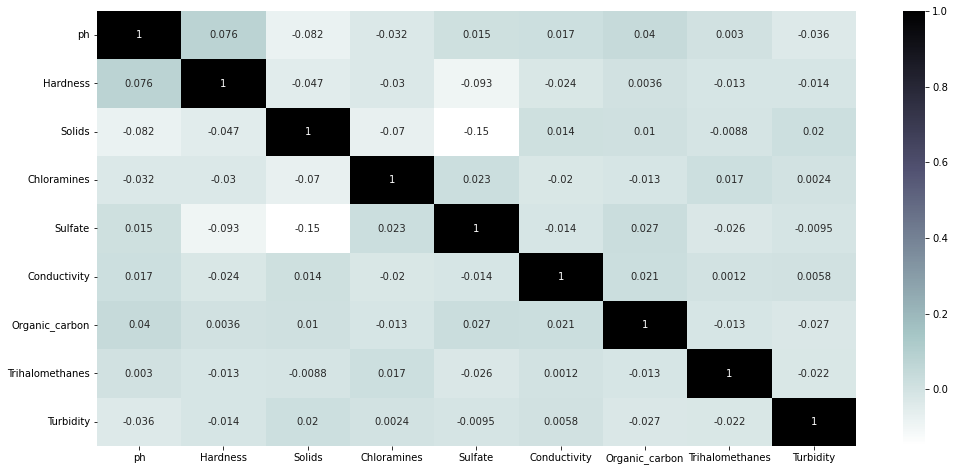 ph 1 0.076 -0.082 -0.032 0.015 0.017 0.04 0.003 -0.036
Hardness 0.076 1 -0.047 -0.03 -0.093 -0.024 0.0036 -0.013 -0.014
Solids -0.082 -0.047 1 -0.07 -0.15 0.014 0.01 -0.0088 0.02
Chloramines -0.032 -0.03 -0.07 1 0.023 -0.02 -0.013 0.017 0.0024
Sulfate 0.015 -0.093 -0.15 0.023 1 -0.014 0.027 -0.026 -0.0095
Conductivity 0.017 -0.024 0.014 -0.02 -0.014 1 0.021 0.0012 0.0058
Organic_carbon 0.04 0.0036 0.01 -0.013 0.027 0.021 1 -0.013 -0.027
Trihalomethanes 0.003 -0.013 -0.0088 0.017 -0.026 0.0012 -0.013 1 -0.022
Turbidity -0.036 -0.014 0.02 0.0024 -0.0095 0.0058 -0.027 -0.022 1
ph Hardness Solids Chloramines Sulfate Conductivity Organic_carbon Trihalomethanes Turbidity
1.0
0.8
0.6
0.4
0.2
0.0